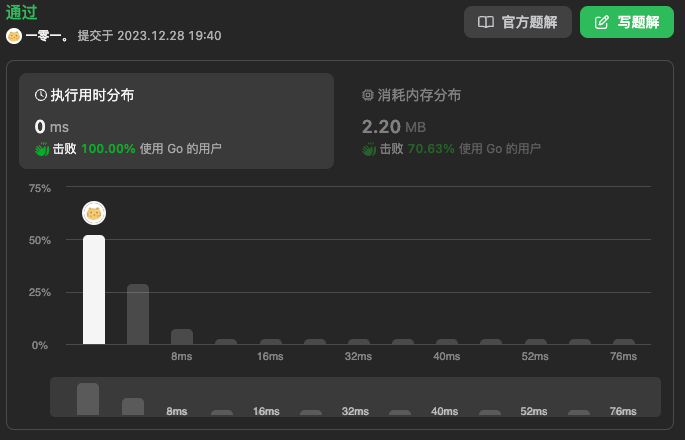 通过
一零一。 提交于 2023.12.28 19:40
官方题解
写题解
执行用时分布
0 ms
击败 100.00% 使用 Go 的用户
消耗内存分布
2.20 MB
击败 70.63% 使用 Go 的用户
75%
50%
25%
0%
8ms 16ms 32ms 40ms 52ms 76ms
8ms 16ms 32ms 40ms 52ms 76ms